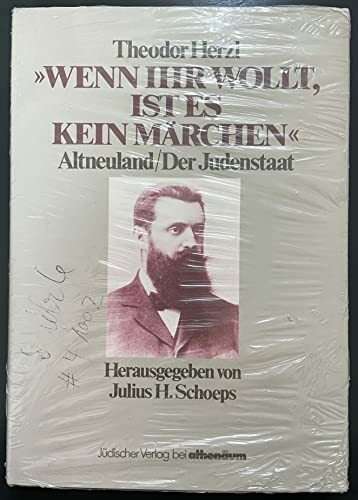 Theodor Herzl
»WENN IHR WOLLT,
IST ES
KEIN MÄRCHEN«
Altneuland/Der Judenstaat
Herausgegeben von
Julius H. Schoeps
Jüdischer Verlag bei athenäum